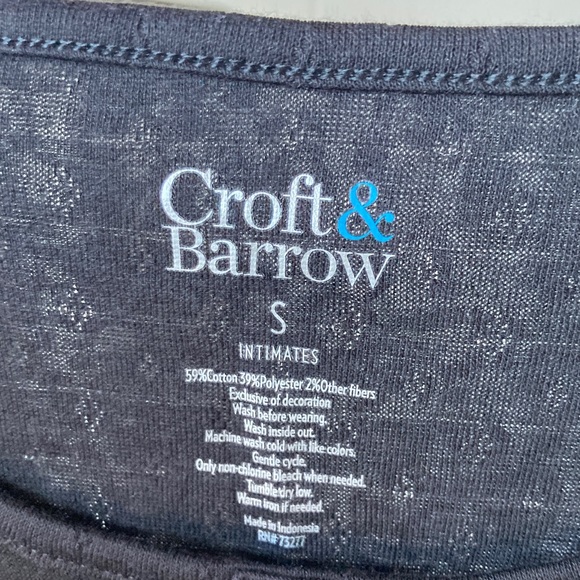 Croft &
Barrow
S
INTIMATES
59%Cotton 39%Polyester 2%Other fibers
Exclusive of decoration
Wash before wearing.
Wash inside out.
Machine wash cold with like colors.
Gentle cycle.
Only non-chlorine bleach when needed.
Tumble dry low.
Warm iron if needed.
Made in Indonesia
RN# 73277